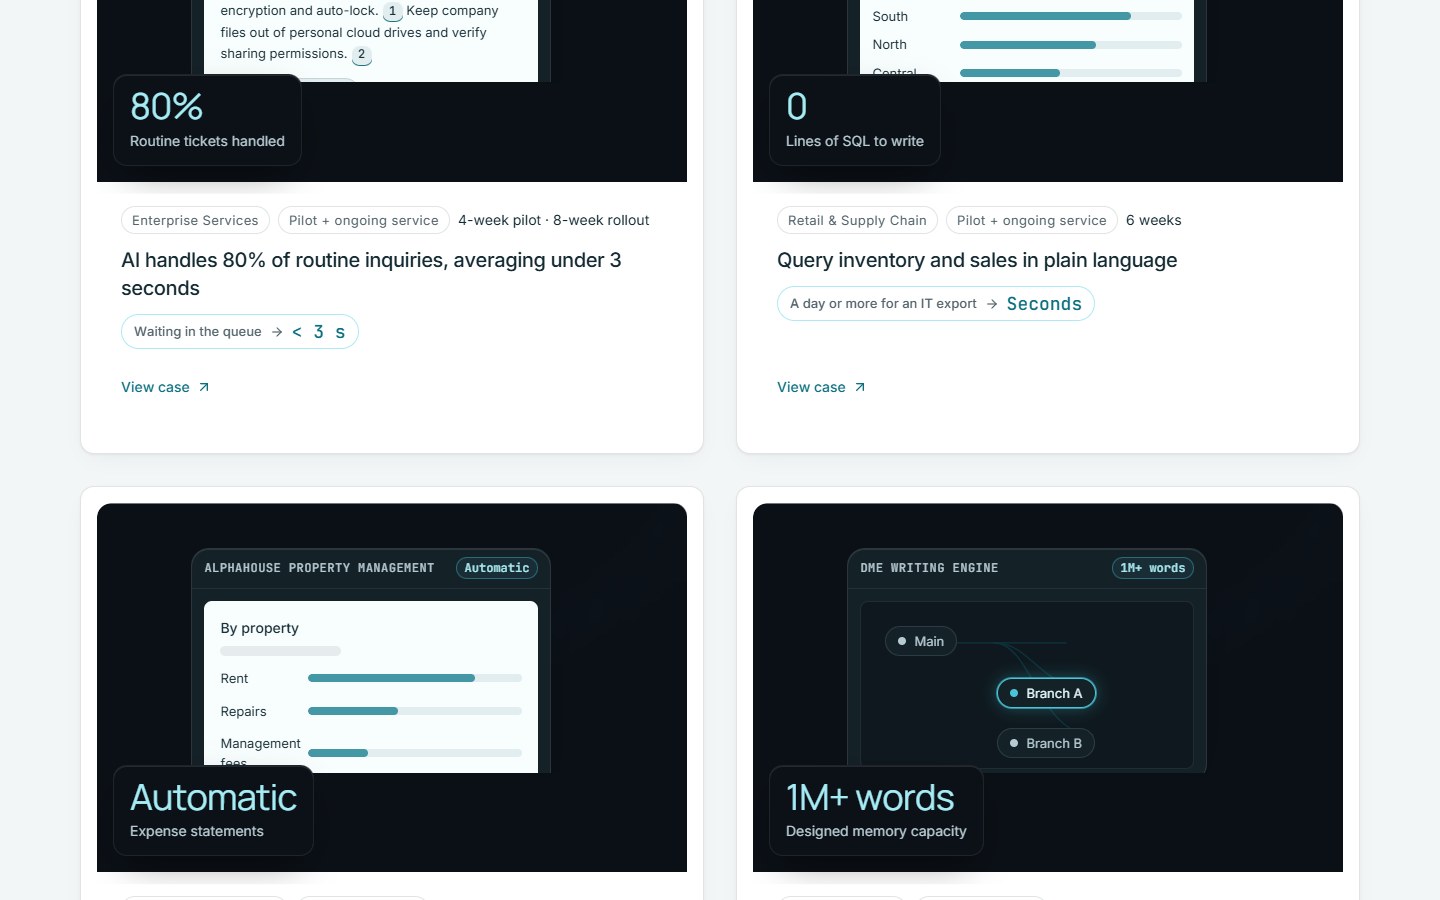 encryption and auto-lock. 1 Keep company
files out of personal cloud drives and verify
sharing permissions. 2
80%
Routine tickets handled
Enterprise Services
Pilot + ongoing service
4-week pilot · 8-week rollout
AI handles 80% of routine inquiries, averaging under 3
seconds
Waiting in the queue → < 3 s
View case
South
North
Central
0
Lines of SQL to write
Retail & Supply Chain
Pilot + ongoing service
6 weeks
Query inventory and sales in plain language
A day or more for an IT export → Seconds
View case
ALPHAHOUSE PROPERTY MANAGEMENT
Automatic
By property
Rent
Repairs
Management
fees
Automatic
Expense statements
DME WRITING ENGINE
1M+ words
Main
Branch A
Branch B
1M+ words
Designed memory capacity